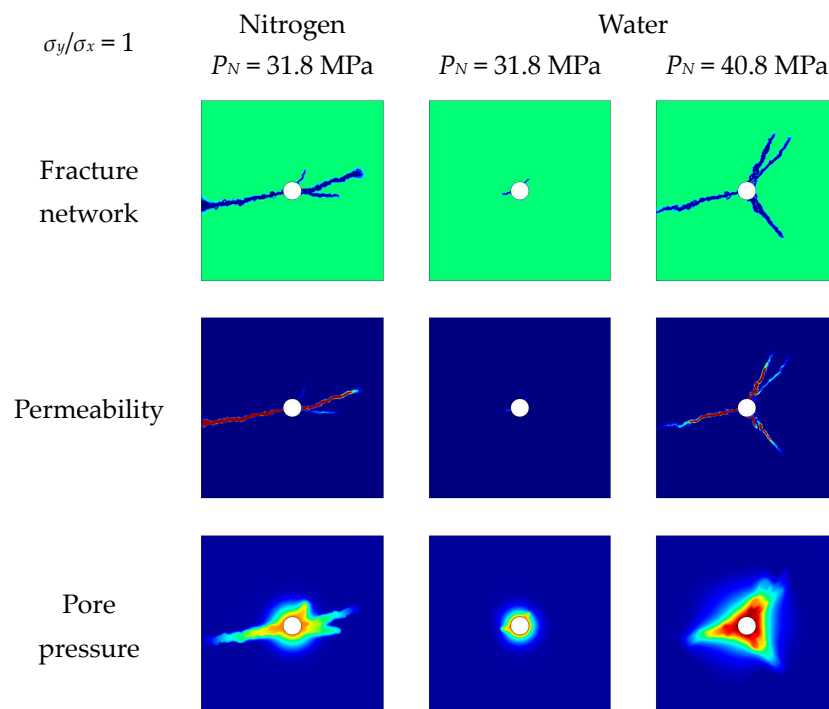 Nitrogen Water
σy/σx = 1
PN = 31.8 MPa PN = 31.8 MPa PN = 40.8 MPa
Fracture
network
Permeability
Pore
pressure